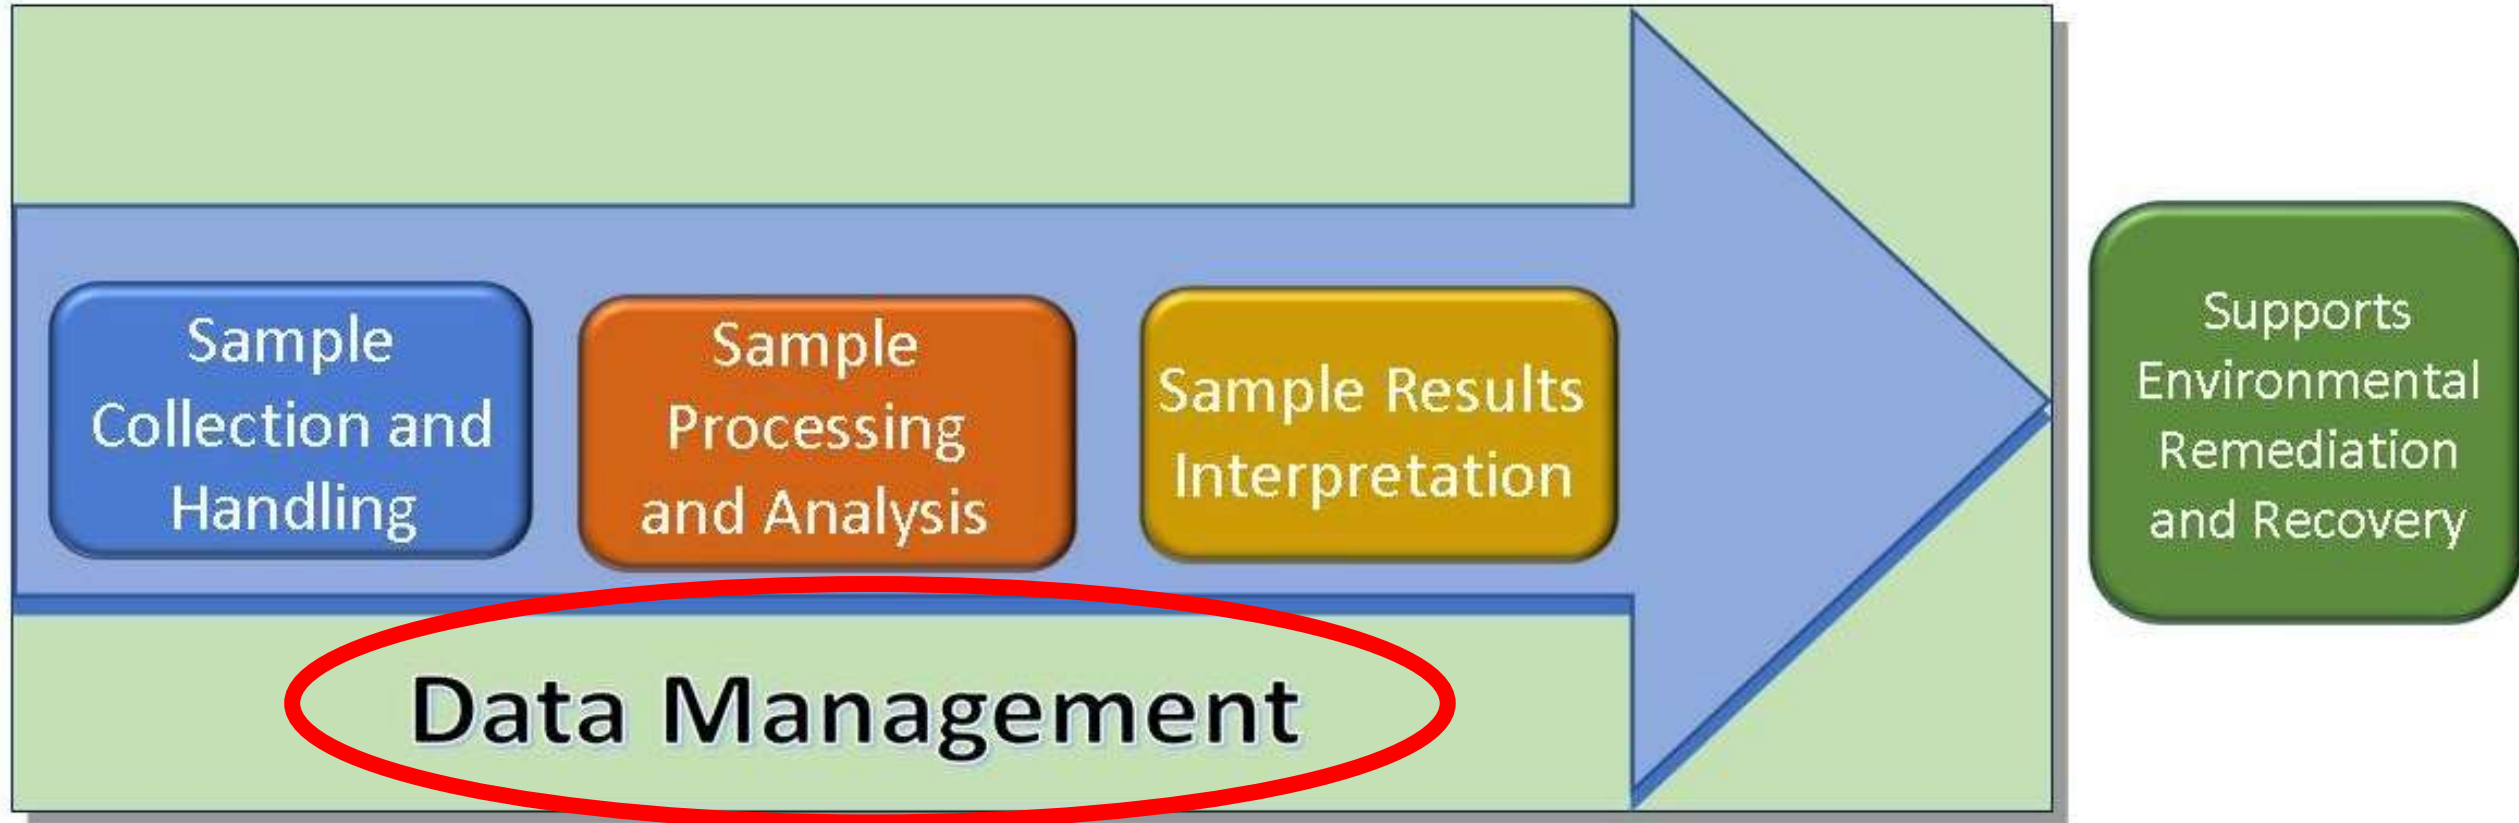 Sample
Collection and
Handling
Sample
Processing
and Analysis
Sample Results
Interpretation
Supports
Environmental
Remediation
and Recovery
Data Management